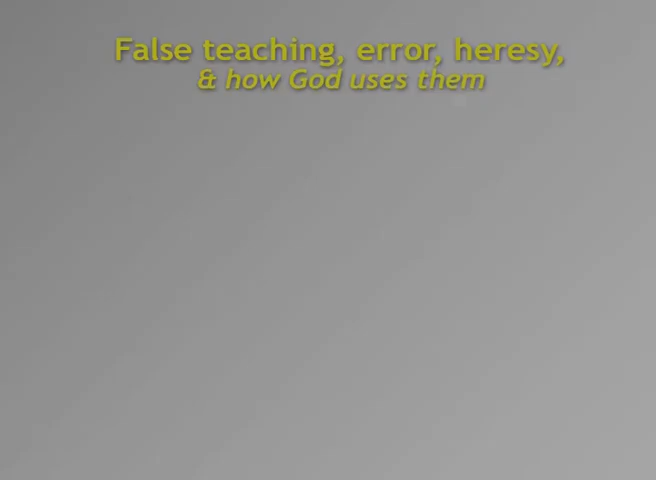 False teaching, error, heresy,
& how God uses them